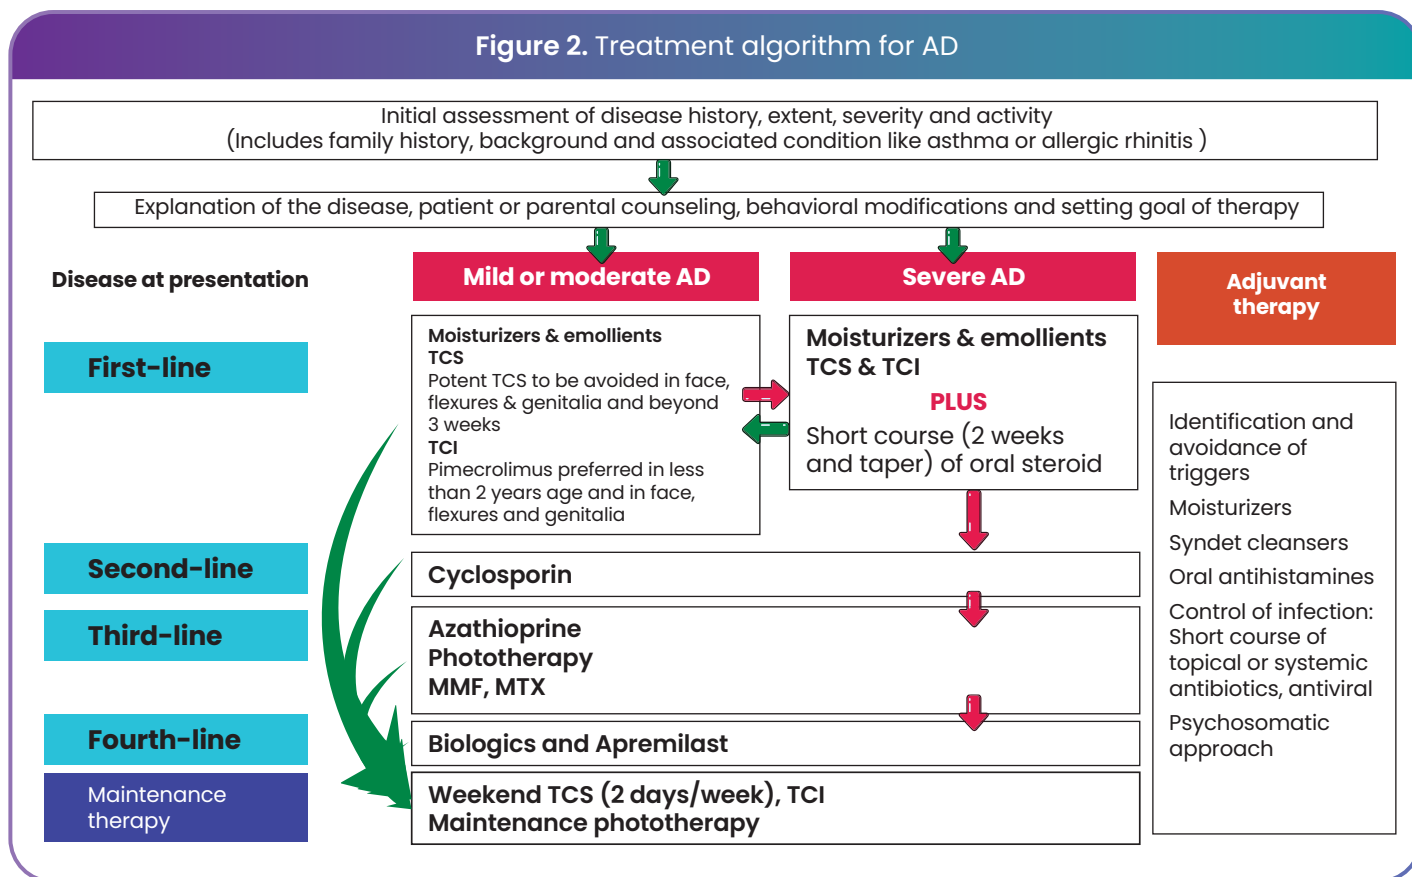 Figure 2. Treatment algorithm for AD
Initial assessment of disease history, extent, severity and activity
(Includes family history, background and associated condition like asthma or allergic rhinitis )
Explanation of the disease, patient or parental counseling, behavioral modifications and setting goal of therapy
Disease at presentation
Mild or moderate AD
Severe AD
Adjuvant
therapy
First-line
Moisturizers & emollients
TCS
Potent TCS to be avoided in face,
flexures & genitalia and beyond
3 weeks
TCI
Pimecrolimus preferred in less
than 2 years age and in face,
flexures and genitalia
Moisturizers & emollients
TCS & TCI
PLUS
Short course (2 weeks
and taper) of oral steroid
Second-line
Cyclosporin
Third-line
Azathioprine
Phototherapy
MMF, MTX
Fourth-line
Biologics and Apremilast
Maintenance
therapy
Weekend TCS (2 days/week), TCI
Maintenance phototherapy
Identification and
avoidance of
triggers
Moisturizers
Syndet cleansers
Oral antihistamines
Control of infection:
Short course of
topical or systemic
antibiotics, antiviral
Psychosomatic
approach